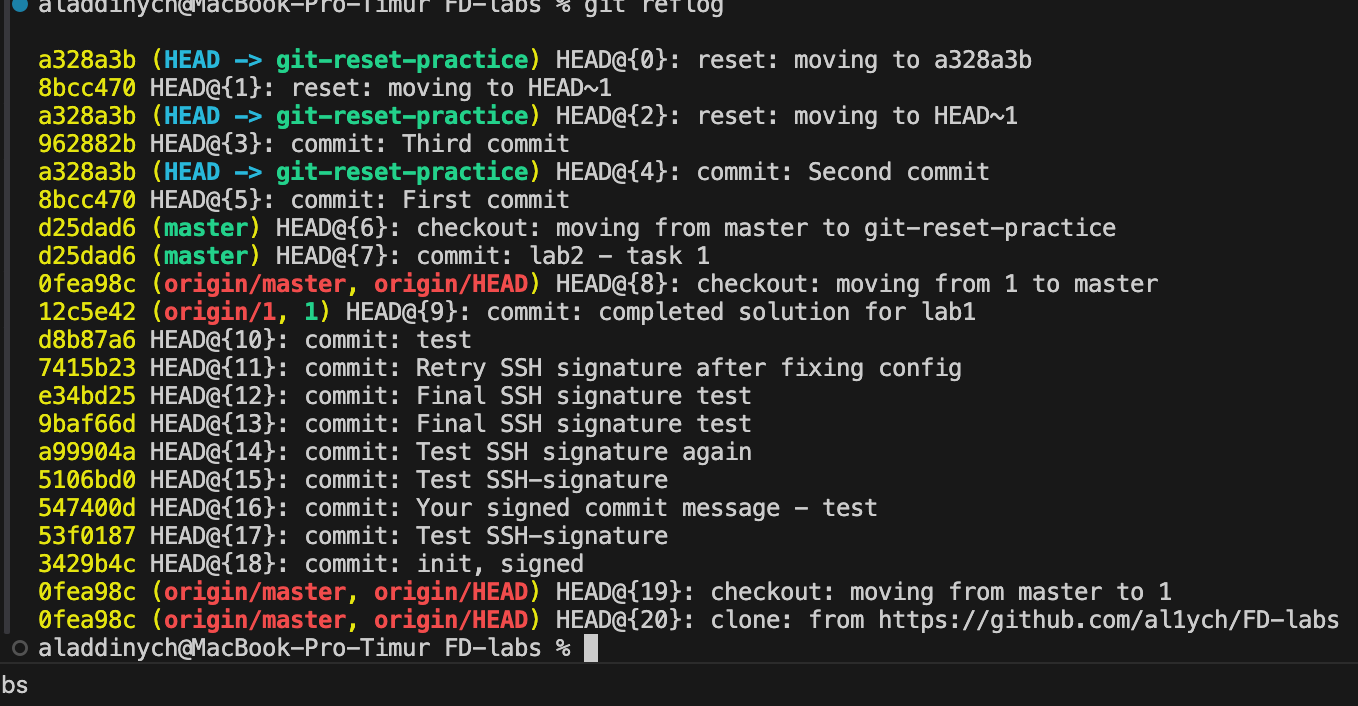 aladdinych@MacBook-Pro-Timur FD-labs % git reflog
a328a3b (HEAD -> git-reset-practice) HEAD@{0}: reset: moving to a328a3b
8bcc470 HEAD@{1}: reset: moving to HEAD~1
a328a3b (HEAD -> git-reset-practice) HEAD@{2}: reset: moving to HEAD~1
962882b HEAD@{3}: commit: Third commit
a328a3b (HEAD -> git-reset-practice) HEAD@{4}: commit: Second commit
8bcc470 HEAD@{5}: commit: First commit
d25dad6 (master) HEAD@{6}: checkout: moving from master to git-reset-practice
d25dad6 (master) HEAD@{7}: commit: lab2 - task 1
0fea98c (origin/master, origin/HEAD) HEAD@{8}: checkout: moving from 1 to master
12c5e42 (origin/1, 1) HEAD@{9}: commit: completed solution for lab1
d8b87a6 HEAD@{10}: commit: test
7415b23 HEAD@{11}: commit: Retry SSH signature after fixing config
e34bd25 HEAD@{12}: commit: Final SSH signature test
9baf66d HEAD@{13}: commit: Final SSH signature test
a99904a HEAD@{14}: commit: Test SSH signature again
5106bd0 HEAD@{15}: commit: Test SSH-signature
547400d HEAD@{16}: commit: Your signed commit message - test
53f0187 HEAD@{17}: commit: Test SSH-signature
3429b4c HEAD@{18}: commit: init, signed
0fea98c (origin/master, origin/HEAD) HEAD@{19}: checkout: moving from master to 1
0fea98c (origin/master, origin/HEAD) HEAD@{20}: clone: from https://github.com/al1ych/FD-labs
aladdinych@MacBook-Pro-Timur FD-labs %
bs